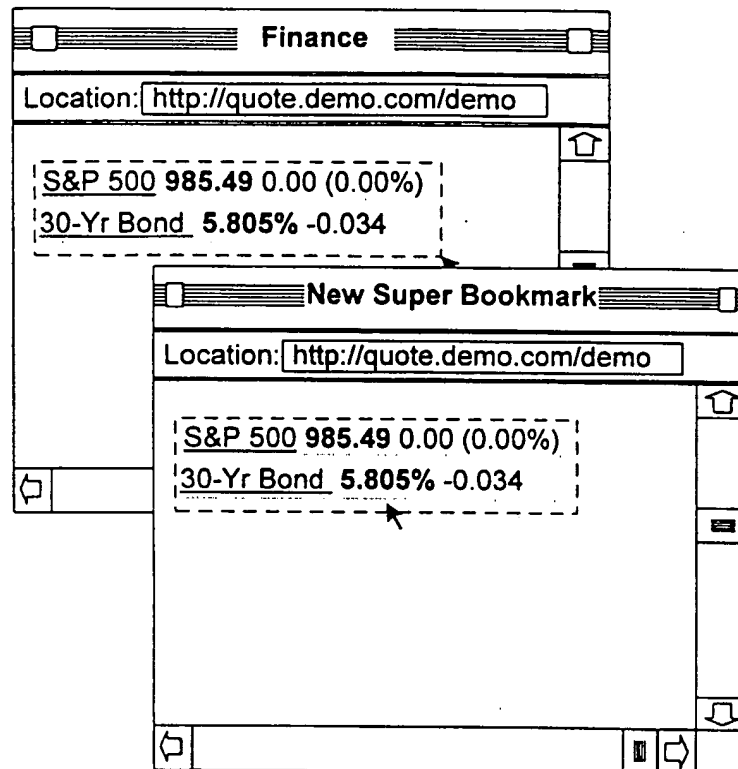 Finance
Location: http://quote.demo.com/demo
S&P 500 985.49 0.00 (0.00%)
30-Yr Bond 5.805% -0.034
New Super Bookmark
Location: http://quote.demo.com/demo
S&P 500 985.49 0.00 (0.00%)
30-Yr Bond 5.805% -0.034